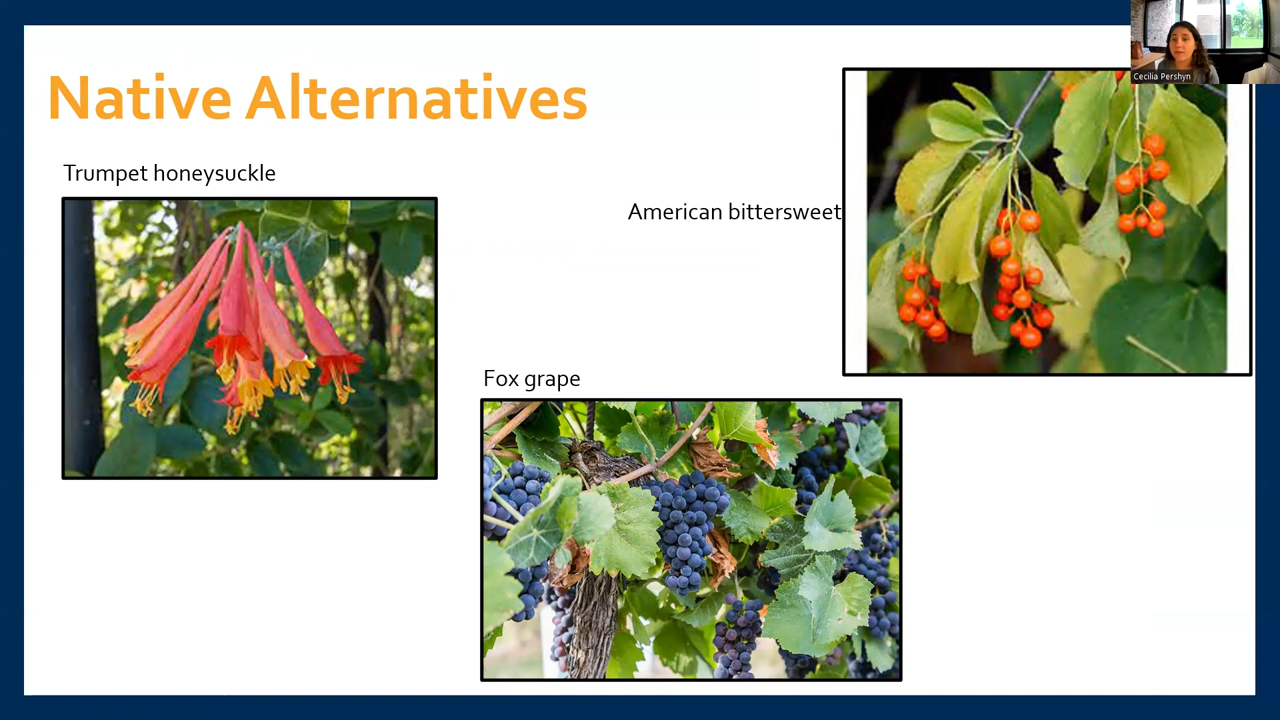 Native Alternatives
Cecilia Pershyn
Trumpet honeysuckle
American bittersweet
Fox grape